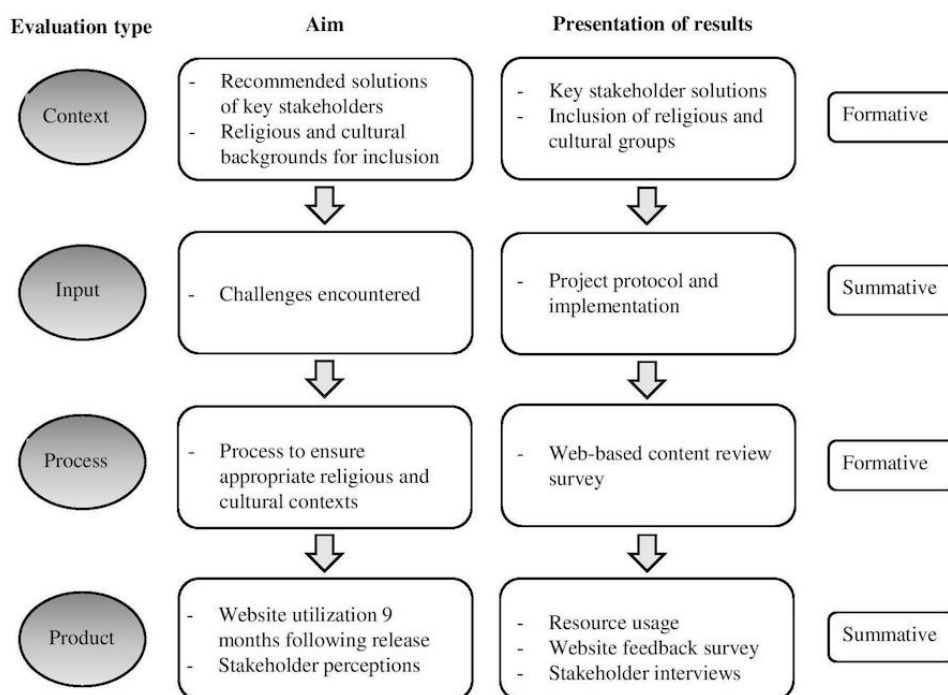 Evaluation type
Aim
Presentation of results
Context
- Recommended solutions
of key stakeholders
- Religious and cultural
backgrounds for inclusion
- Key stakeholder solutions
- Inclusion of religious and
cultural groups
Formative
Input
- Challenges encountered
- Project protocol and
implementation
Summative
Process
- Process to ensure
appropriate religious and
cultural contexts
- Web-based content review
survey
Formative
Product
- Website utilization 9
months following release
- Stakeholder perceptions
- Resource usage
- Website feedback survey
- Stakeholder interviews
Summative